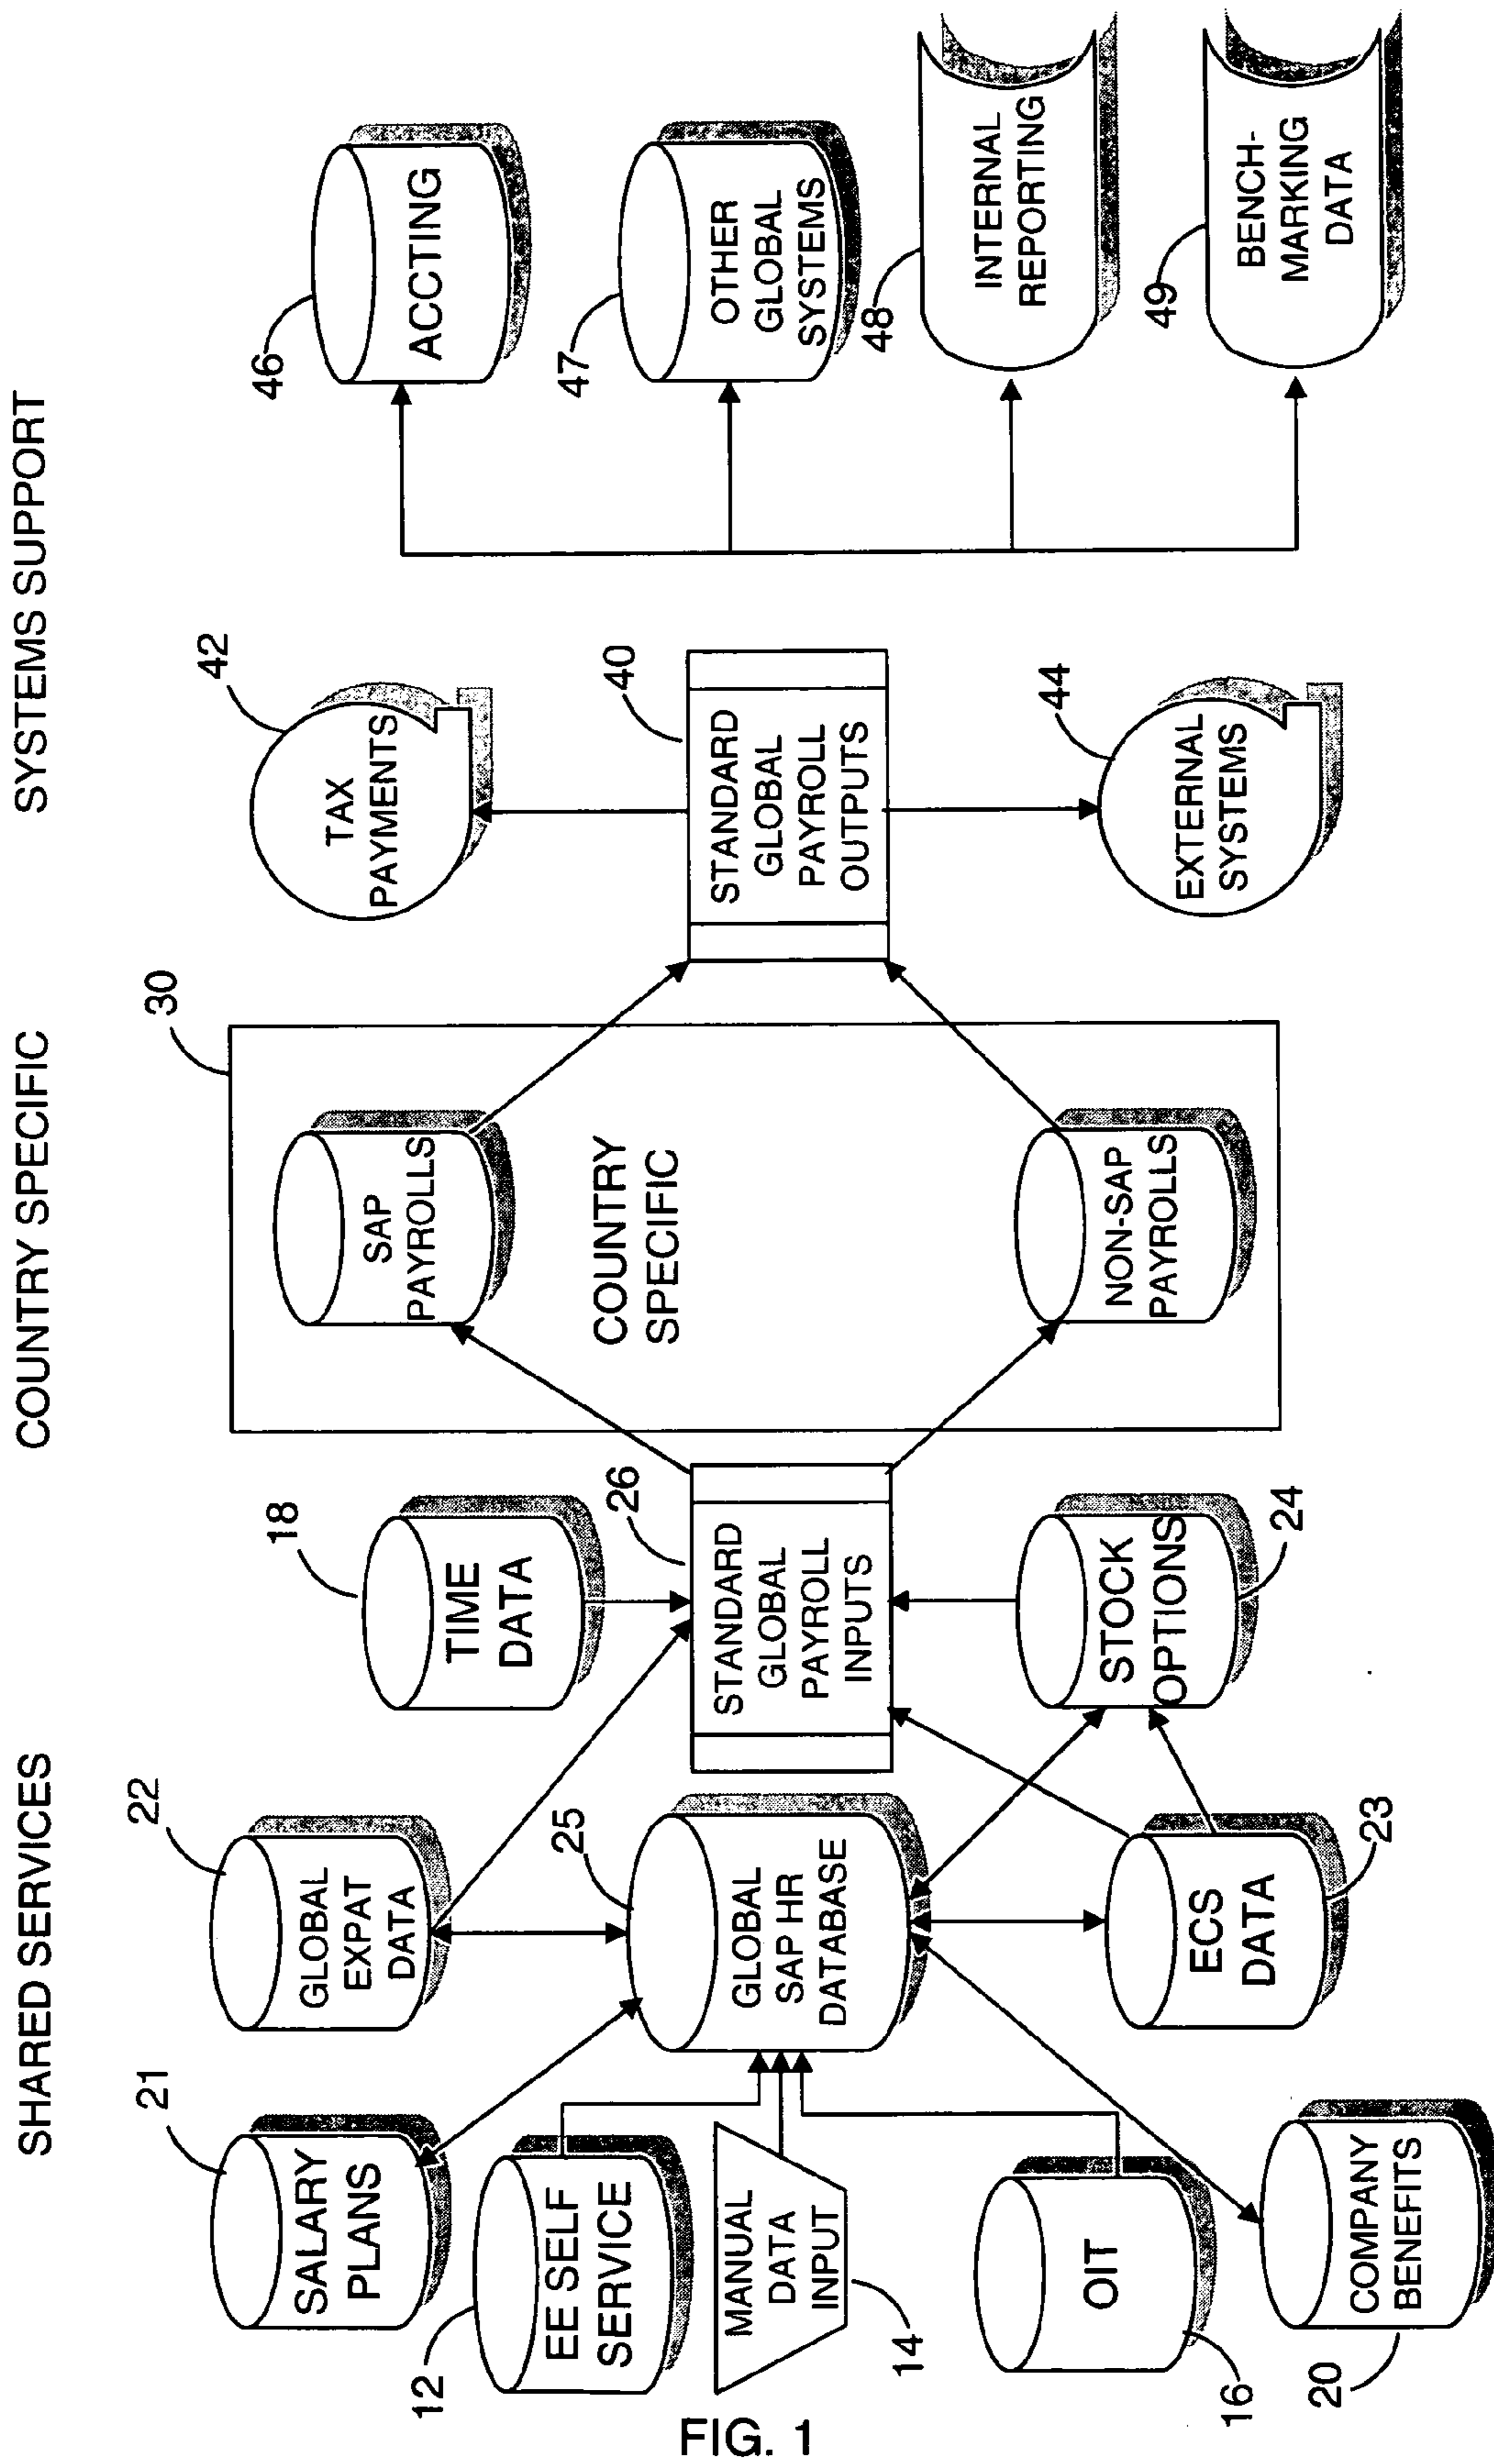 SHARED SERVICES
COUNTRY SPECIFIC
SYSTEMS SUPPORT
21
SALARY
PLANS
22
GLOBAL
EXPAT
DATA
18
TIME
DATA
30
SAP
PAYROLLS
42
TAX
PAYMENTS
46
ACCTING
12
EE SELF
SERVICE
25
GLOBAL
SAP HR
DATABASE
26
STANDARD
GLOBAL
PAYROLL
INPUTS
COUNTRY
SPECIFIC
40
STANDARD
GLOBAL
PAYROLL
OUTPUTS
47
OTHER
GLOBAL
SYSTEMS
MANUAL
DATA
INPUT
14
48
INTERNAL
REPORTING
OIT
16
ECS
DATA
23
STOCK
OPTIONS
24
NON-SAP
PAYROLLS
44
EXTERNAL
SYSTEMS
49
BENCH-
MARKING
DATA
COMPANY
BENEFITS
20
FIG. 1